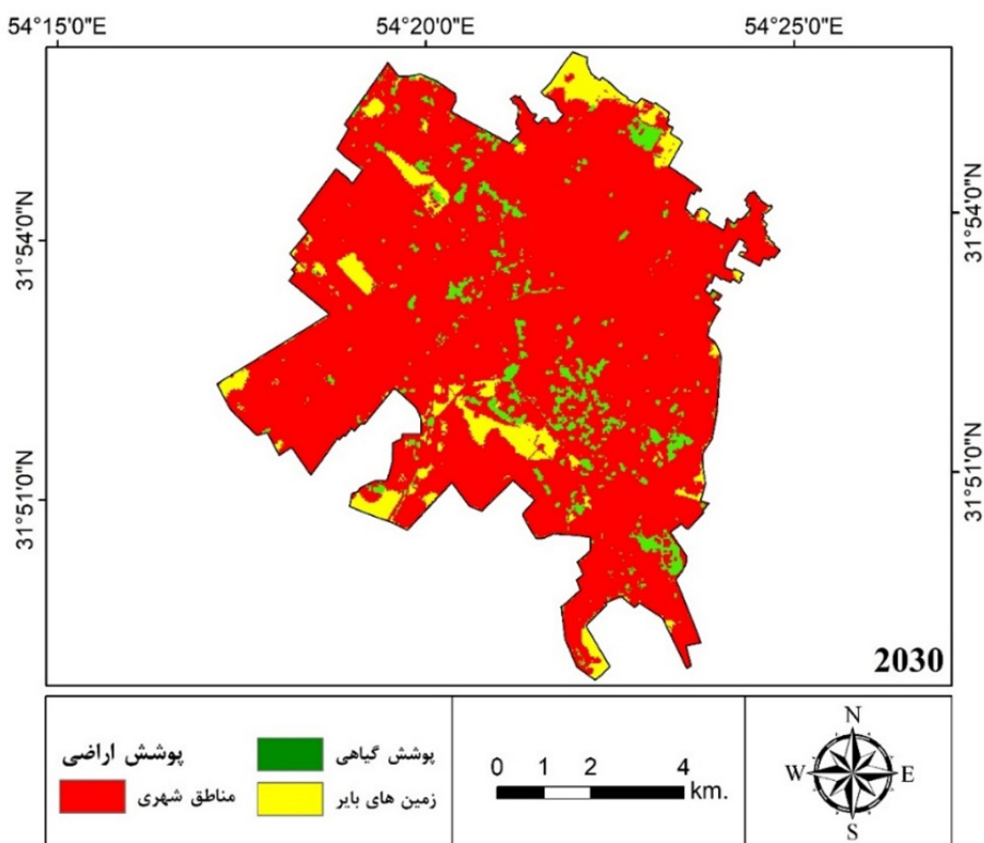 54°15'0"E 54°20'0"E 54°25'0"E
31°54'0"N
31°54'0"N
31°51'0"N
31°51'0"N
2030
پوشش اراضی
مناطق شهری
پوشش گیاهی
زمین های بایر
0 1 2 4
km.
N
W E
S